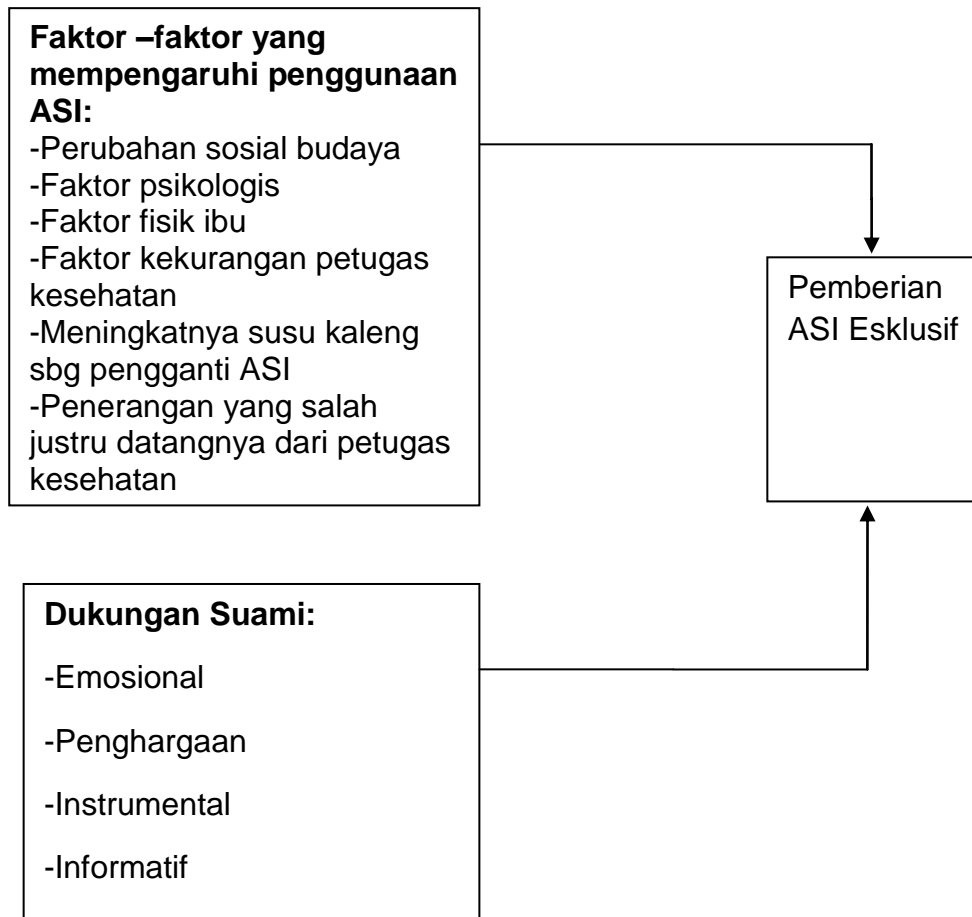 Faktor –faktor yang
mempengaruhi penggunaan
ASI:
-Perubahan sosial budaya
-Faktor psikologis
-Faktor fisik ibu
-Faktor kekurangan petugas
kesehatan
-Meningkatnya susu kaleng
sbg pengganti ASI
-Penerangan yang salah
justru datangnya dari petugas
kesehatan
Pemberian
ASI Esklusif
Dukungan Suami:
-Emosional
-Penghargaan
-Instrumental
-Informatif